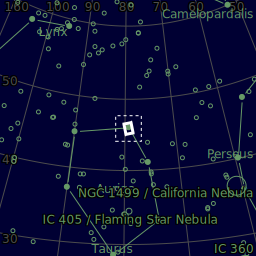 100 90 80 70 60 50
Camelopardalis
Lynx
50
Perseus
40
NGC 1499 / California Nebula
IC 405 / Flaming Star Nebula
30
Taurus
IC 360